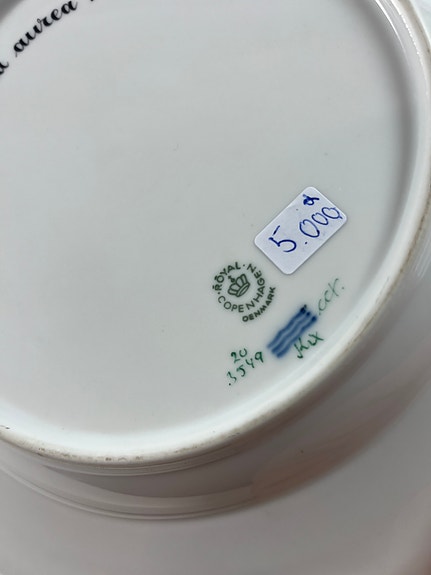 aurea
5.000
ROYAL
COPENHAGEN
DENMARK
20
3549